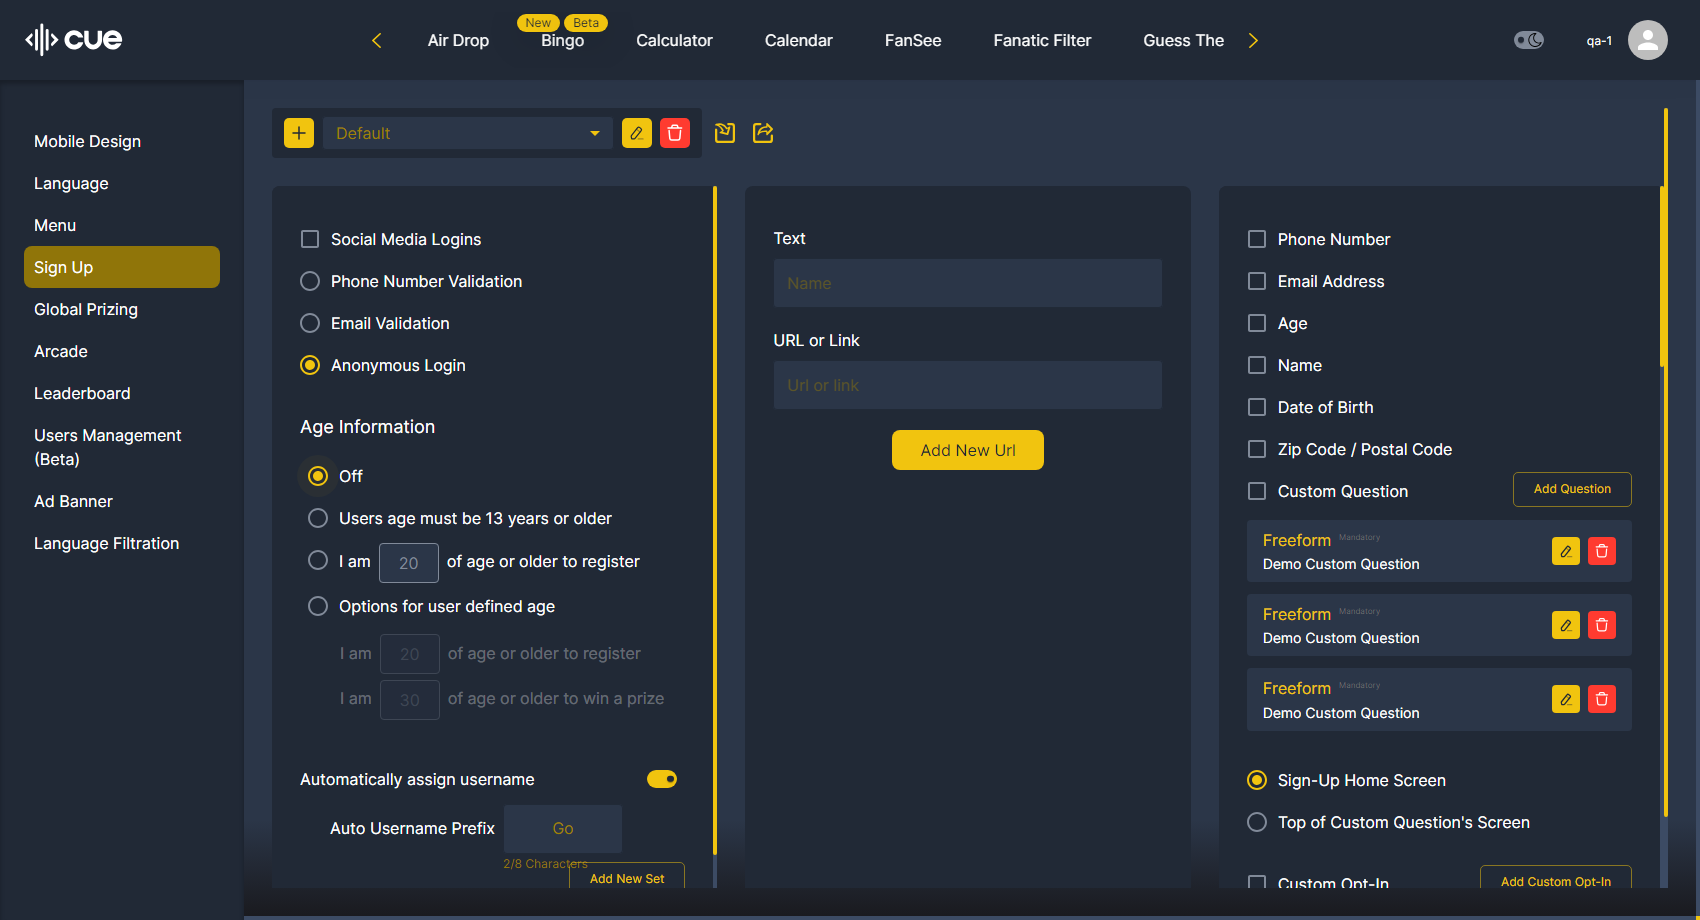 cue
New
Beta
Air Drop
Bingo
Calculator
Calendar
FanSee
Fanatic Filter
Guess The
qa-1
Mobile Design
Language
Menu
Sign Up
Global Prizing
Arcade
Leaderboard
Users Management
(Beta)
Ad Banner
Language Filtration
Default
Social Media Logins
Phone Number Validation
Email Validation
Anonymous Login
Age Information
Off
Users age must be 13 years or older
I am 20 of age or older to register
Options for user defined age
I am 20 of age or older to register
I am 30 of age or older to win a prize
Automatically assign username
Auto Username Prefix Go
2/8 Characters
Add New Set
Text
Name
URL or Link
Url or link
Add New Url
Phone Number
Email Address
Age
Name
Date of Birth
Zip Code / Postal Code
Custom Question
Add Question
Freeform Mandatory
Demo Custom Question
Freeform Mandatory
Demo Custom Question
Freeform Mandatory
Demo Custom Question
Sign-Up Home Screen
Top of Custom Question's Screen
Custom Opt-In
Add Custom Opt-In